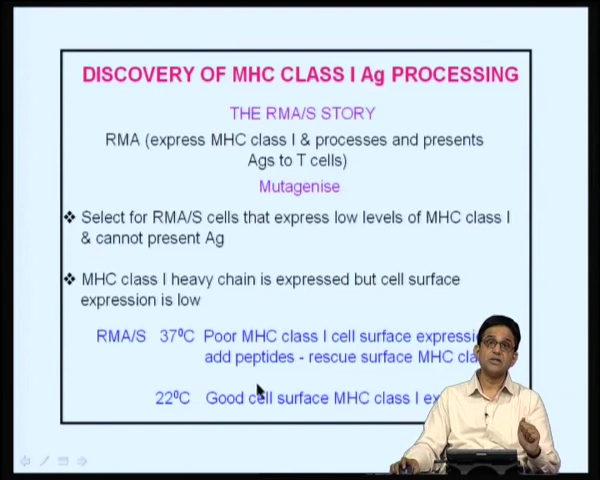 DISCOVERY OF MHC CLASS I Ag PROCESSING
THE RMA/S STORY
RMA (express MHC class I & processes and presents
Ags to T cells)
Mutagenise
❖ Select for RMA/S cells that express low levels of MHC class I
& cannot present Ag
❖ MHC class I heavy chain is expressed but cell surface
expression is low
RMA/S 37⁰C Poor MHC class I cell surface
add peptides - rescue surface MHC
22⁰C Good cell surface MHC class I